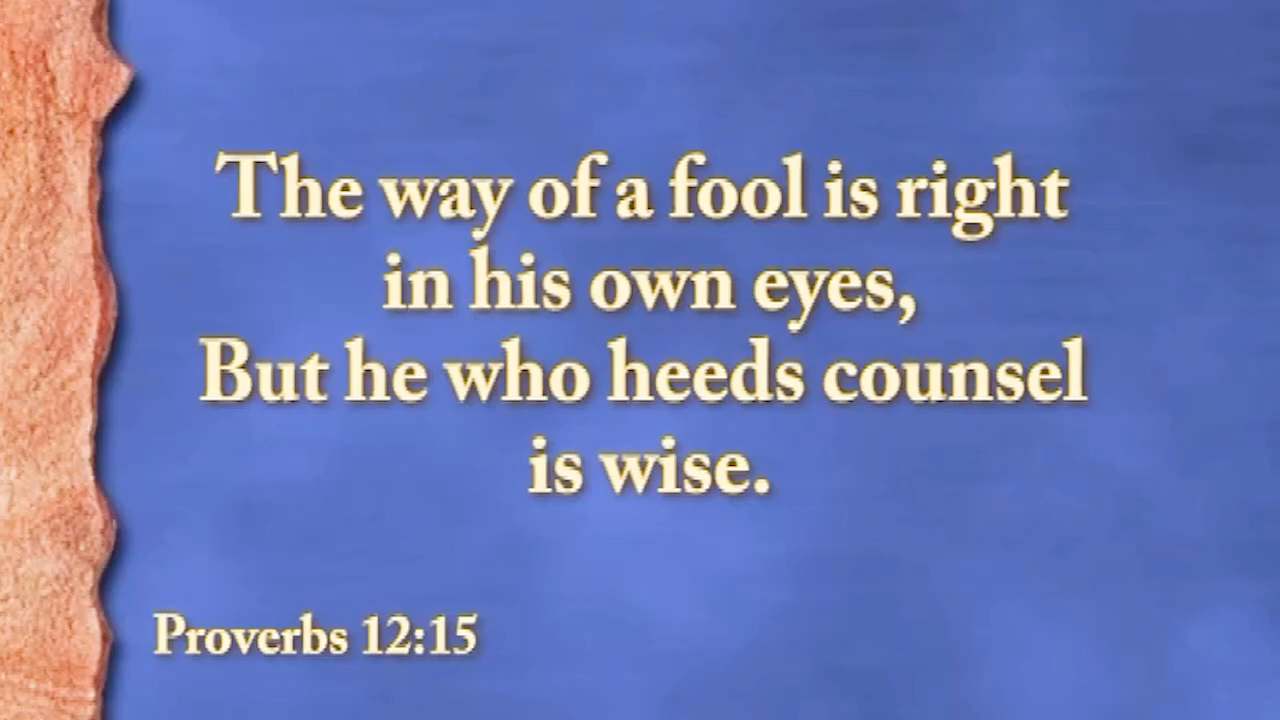 The way of a fool is right
in his own eyes,
But he who heeds counsel
is wise.
Proverbs 12:15